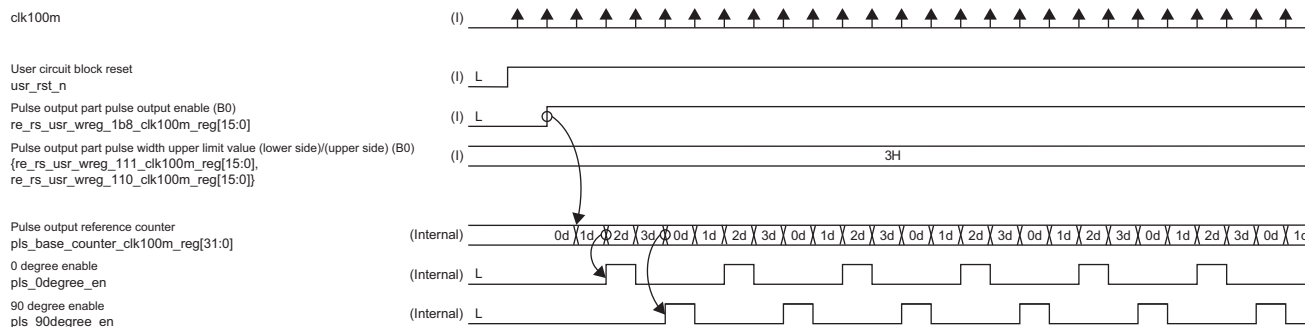 clk100m (I)
User circuit block reset
usr_rst_n (I) L
Pulse output part pulse output enable (B0)
re_rs_usr_wreg_1b8_clk100m_reg[15:0] (I) L
Pulse output part pulse width upper limit value (lower side)/(upper side) (B0)
{re_rs_usr_wreg_111_clk100m_reg[15:0], (I) 3H
re_rs_usr_wreg_110_clk100m_reg[15:0]}
Pulse output reference counter
pls_base_counter_clk100m_reg[31:0] (Internal) 0d 1d 2d 3d 0d 1d 2d 3d 0d 1d 2d 3d 0d 1d 2d 3d 0d 1d 2d 3d 0d 1d 2d 3d 0d 1d
0 degree enable
pls_0degree_en (Internal) L
90 degree enable
pls_90degree_en (Internal) L